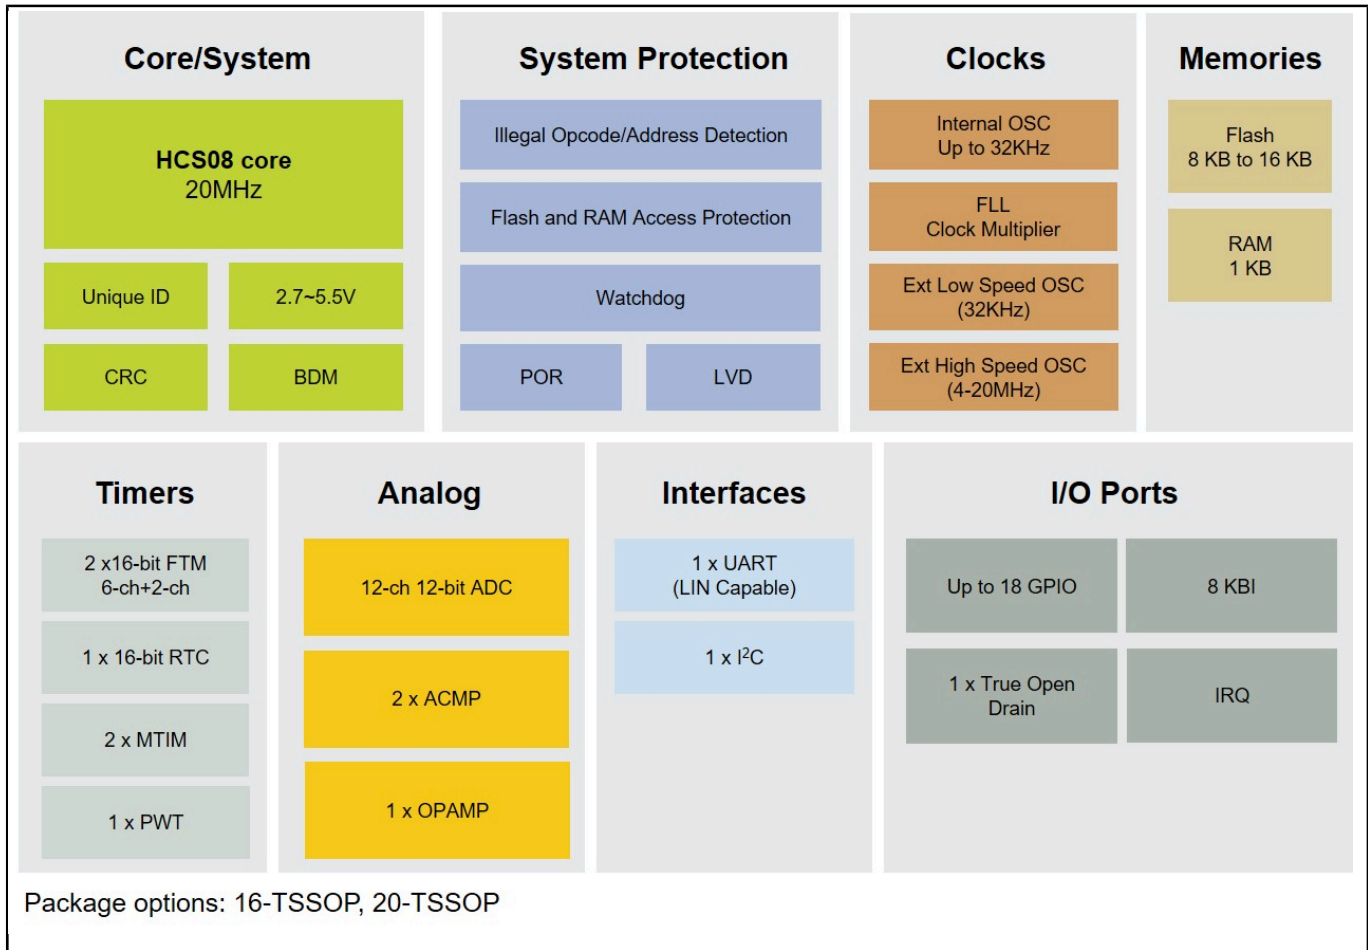 Core/System
HCS08 core
20MHz
Unique ID
2.7~5.5V
CRC
BDM
System Protection
Illegal Opcode/Address Detection
Flash and RAM Access Protection
Watchdog
POR
LVD
Clocks
Internal OSC
Up to 32KHz
FLL
Clock Multiplier
Ext Low Speed OSC
(32KHz)
Ext High Speed OSC
(4-20MHz)
Memories
Flash
8 KB to 16 KB
RAM
1 KB
Timers
2 x16-bit FTM
6-ch+2-ch
1 x 16-bit RTC
2 x MTIM
1 x PWT
Analog
12-ch 12-bit ADC
2 x ACMP
1 x OPAMP
Interfaces
1 x UART
(LIN Capable)
1 x I²C
I/O Ports
Up to 18 GPIO
8 KBI
1 x True Open
Drain
IRQ
Package options: 16-TSSOP, 20-TSSOP